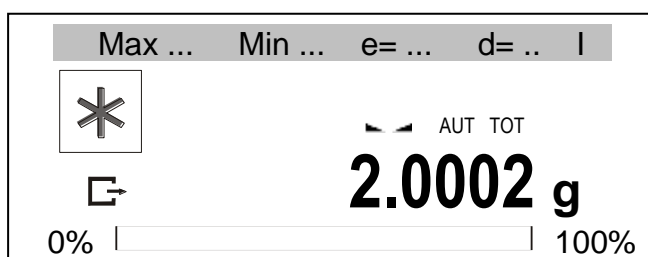 Max ... Min ... e= ... d= .. I
AUT TOT
2.0002 g
0% 100%